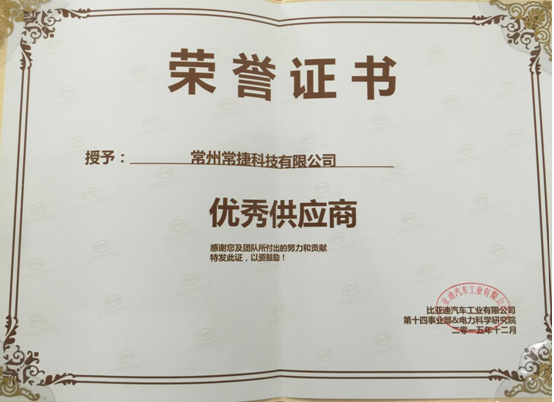 荣誉证书
授予：常州常捷科技有限公司
优秀供应商
感谢您及团队所付出的努力和贡献
特发此证，以资鼓励！
比亚迪汽车工业有限公司
第十四事业部&电力科学研究院
二零一五年十二月